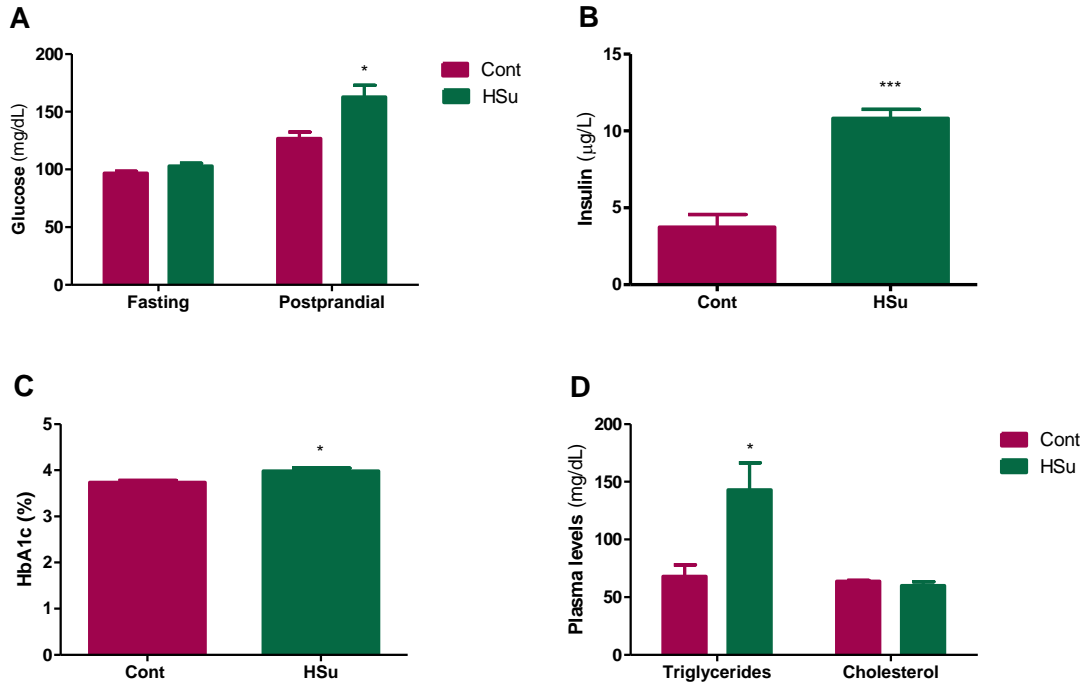 A
Glucose (mg/dL)
200
150
100
50
0
*
Fasting
Postprandial
Cont
HSu
B
Insulin (μg/L)
15
10
5
0
***
Cont
HSu
C
HbA1c (%)
5
4
3
2
1
0
*
Cont
HSu
D
Plasma levels (mg/dL)
200
150
100
50
0
*
Triglycerides
Cholesterol
Cont
HSu